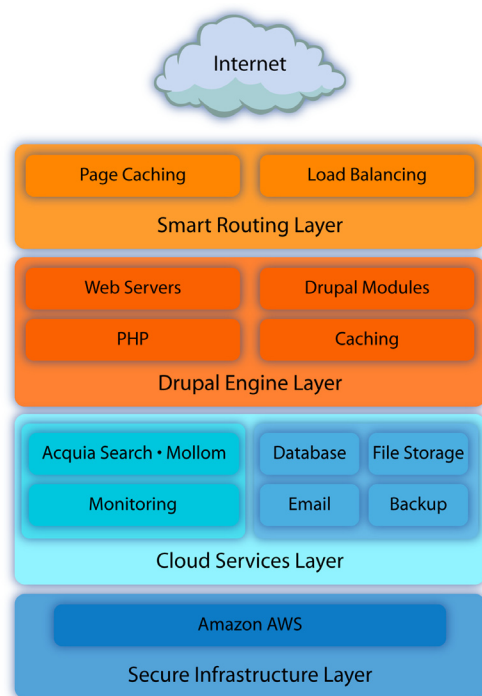 Internet
Page Caching
Load Balancing
Smart Routing Layer
Web Servers
Drupal Modules
PHP
Caching
Drupal Engine Layer
Acquia Search • Mollom
Database
File Storage
Monitoring
Email
Backup
Cloud Services Layer
Amazon AWS
Secure Infrastructure Layer